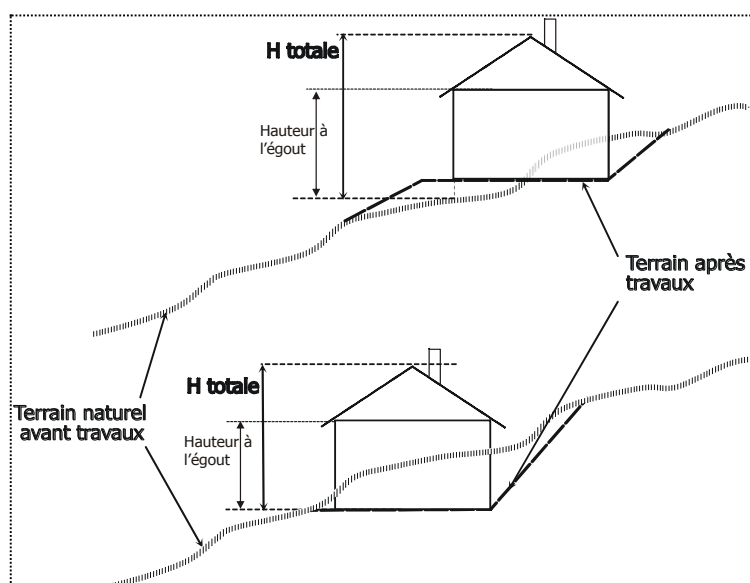 H totale
Hauteur à
l’égout
Terrain après
travaux
H totale
Terrain naturel
avant travaux
Hauteur à
l’égout